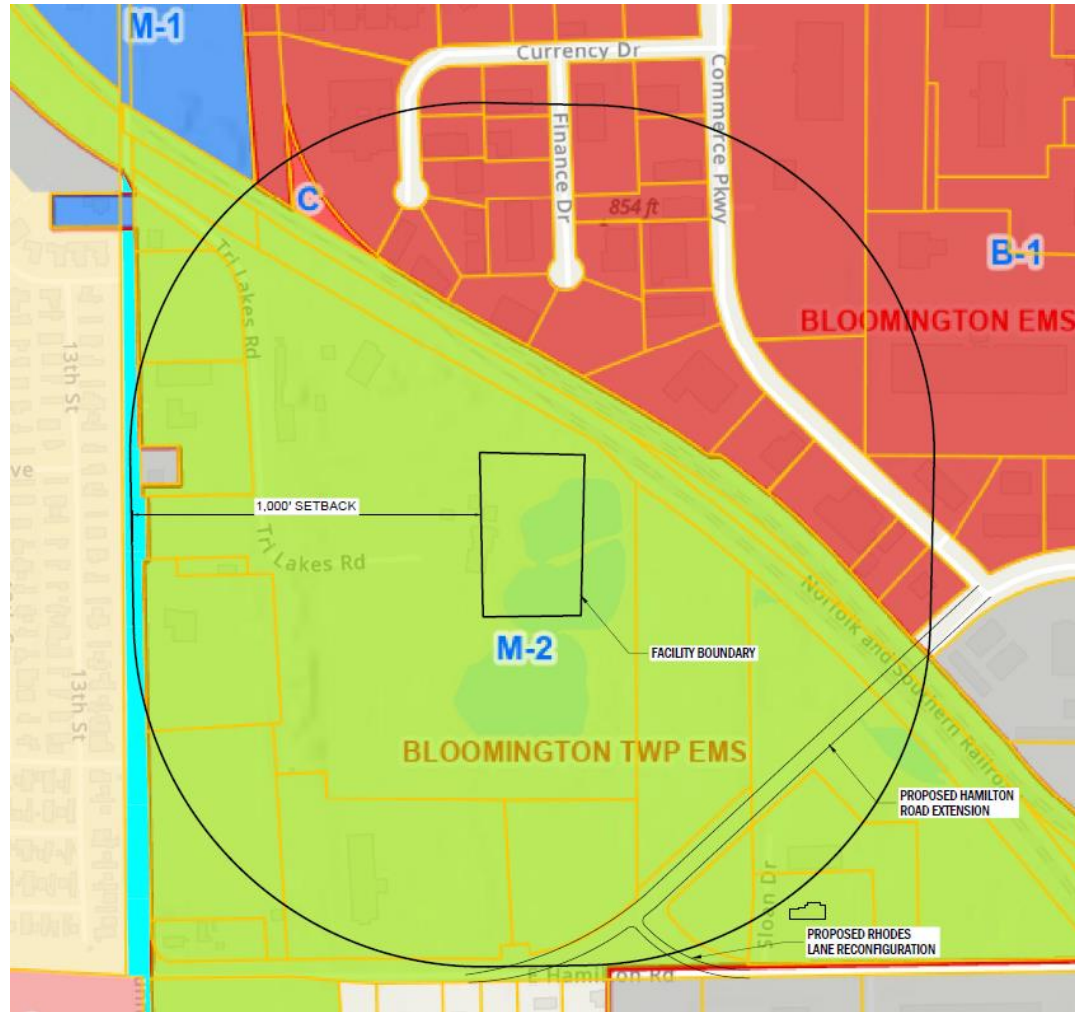 M-1
Currency Dr
Commerce Pkwy
Finance Dr
C
854 ft
B-1
BLOOMINGTON EMS
Tri Lakes Rd
13th St
ve
1,000' SETBACK
Tri Lakes Rd
M-2
FACILITY BOUNDARY
Norfolk and Southern Railro
13th St
BLOOMINGTON TWP EMS
PROPOSED HAMILTON
ROAD EXTENSION
Sloan Dr
PROPOSED RHODES
LANE RECONFIGURATION
E Hamilton Rd